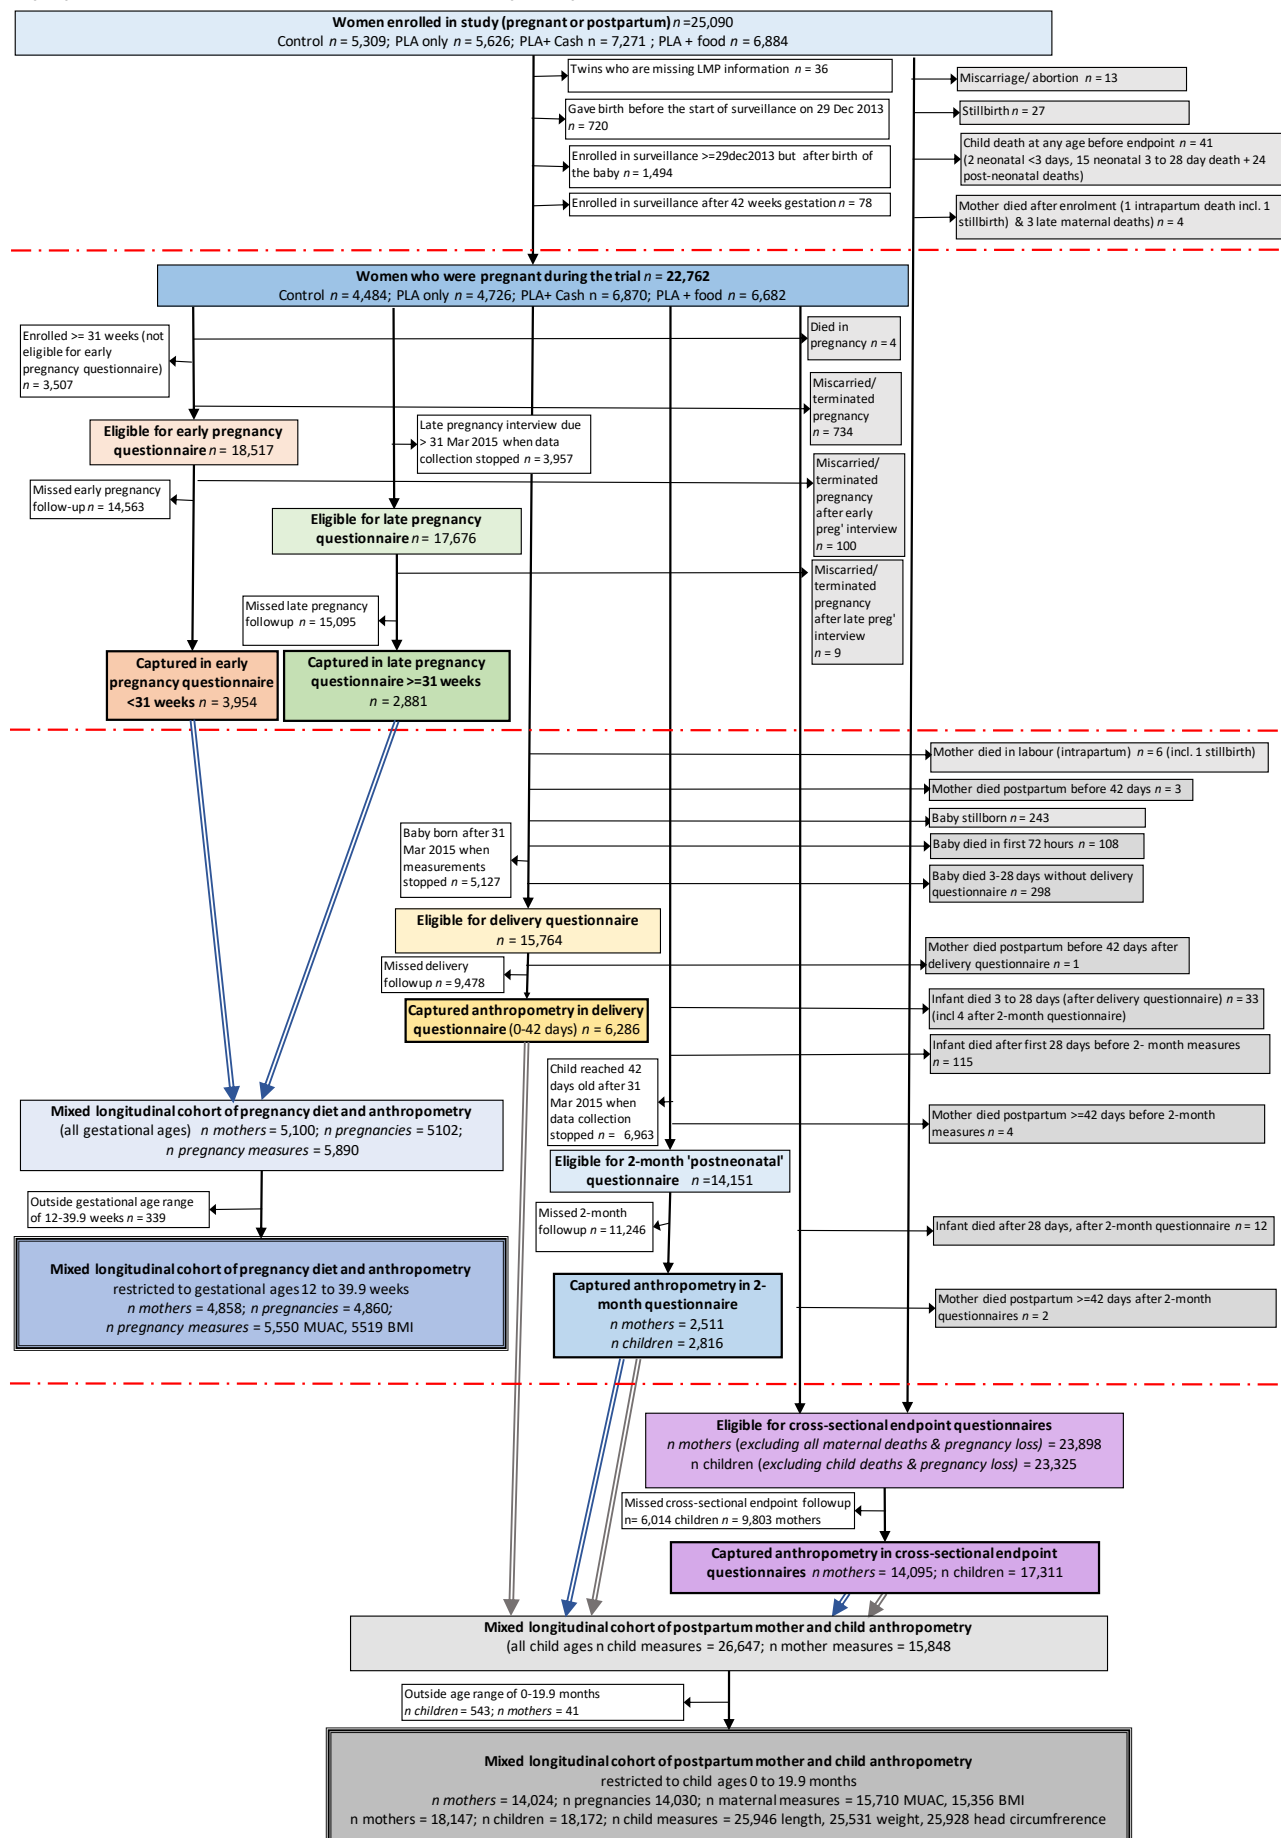 Women enrolled in study (pregnant or postpartum) n =25,090
Control n = 5,309; PLA only n = 5,626; PLA+ Cash n = 7,271 ; PLA + food n = 6,884
Twins who are missing LMP information n = 36
Gave birth before the start of surveillance on 29 Dec 2013
n = 720
Enrolled in surveillance >=29dec2013 but after birth of
the baby n = 1,494
Enrolled in surveillance after 42 weeks gestation n = 78
Miscarriage/ abortion n = 13
Stillbirth n = 27
Child death at any age before endpoint n = 41
(2 neonatal <3 days, 15 neonatal 3 to 28 day death + 24
post-neonatal deaths)
Mother died after enrolment (1 intrapartum death incl. 1
stillbirth) & 3 late maternal deaths) n = 4
Women who were pregnant during the trial n = 22,762
Control n = 4,484; PLA only n = 4,726; PLA+ Cash n = 6,870; PLA + food n = 6,682
Enrolled >= 31 weeks (not
eligible for early
pregnancy questionnaire)
n = 3,507
Died in
pregnancy n = 4
Miscarried/
terminated
pregnancy
n = 734
Eligible for early pregnancy
questionnaire n = 18,517
Late pregnancy interview due
> 31 Mar 2015 when data
collection stopped n = 3,957
Missed early pregnancy
follow-up n = 14,563
Miscarried/
terminated
pregnancy
after early
preg' interview
n = 100
Eligible for late pregnancy
questionnaire n = 17,676
Miscarried/
terminated
pregnancy
after late preg'
interview
n = 9
Missed late pregnancy
followup n = 15,095
Captured in early
pregnancy questionnaire
<31 weeks n = 3,954
Captured in late pregnancy
questionnaire >=31 weeks
n = 2,881
Mother died in labour (intrapartum) n = 6 (incl. 1 stillbirth)
Mother died postpartum before 42 days n = 3
Baby stillborn n = 243
Baby died in first 72 hours n = 108
Baby died 3-28 days without delivery
questionnaire n = 298
Baby born after 31
Mar 2015 when
measurements
stopped n = 5,127
Eligible for delivery questionnaire
n = 15,764
Missed delivery
followup n = 9,478
Mother died postpartum before 42 days after
delivery questionnaire n = 1
Captured anthropometry in delivery
questionnaire (0-42 days) n = 6,286
Infant died 3 to 28 days (after delivery questionnaire) n = 33
(incl 4 after 2-month questionnaire)
Infant died after first 28 days before 2- month measures
n = 115
Child reached 42
days old after 31
Mar 2015 when
data collection
stopped n = 6,963
Mother died postpartum >=42 days before 2-month
measures n = 4
Mixed longitudinal cohort of pregnancy diet and anthropometry
(all gestational ages) n mothers = 5,100; n pregnancies = 5102;
n pregnancy measures = 5,890
Eligible for 2-month 'postneonatal'
questionnaire n =14,151
Outside gestational age range
of 12-39.9 weeks n = 339
Missed 2-month
followup n = 11,246
Infant died after 28 days, after 2-month questionnaire n = 12
Mixed longitudinal cohort of pregnancy diet and anthropometry
restricted to gestational ages 12 to 39.9 weeks
n mothers = 4,858; n pregnancies = 4,860;
n pregnancy measures = 5,550 MUAC, 5519 BMI
Captured anthropometry in 2-
month questionnaire
n mothers = 2,511
n children = 2,816
Mother died postpartum >=42 days after 2-month
questionnaires n = 2
Eligible for cross-sectional endpoint questionnaires
n mothers (excluding all maternal deaths & pregnancy loss) = 23,898
n children (excluding child deaths & pregnancy loss) = 23,325
Missed cross-sectional endpoint followup
n= 6,014 children n = 9,803 mothers
Captured anthropometry in cross-sectional endpoint
questionnaires n mothers = 14,095; n children = 17,311
Mixed longitudinal cohort of postpartum mother and child anthropometry
(all child ages n child measures = 26,647; n mother measures = 15,848
Outside age range of 0-19.9 months
n children = 543; n mothers = 41
Mixed longitudinal cohort of postpartum mother and child anthropometry
restricted to child ages 0 to 19.9 months
n mothers = 14,024; n pregnancies 14,030; n maternal measures = 15,710 MUAC, 15,356 BMI
n mothers = 18,147; n children = 18,172; n child measures = 25,946 length, 25,531 weight, 25,928 head circumfrerence